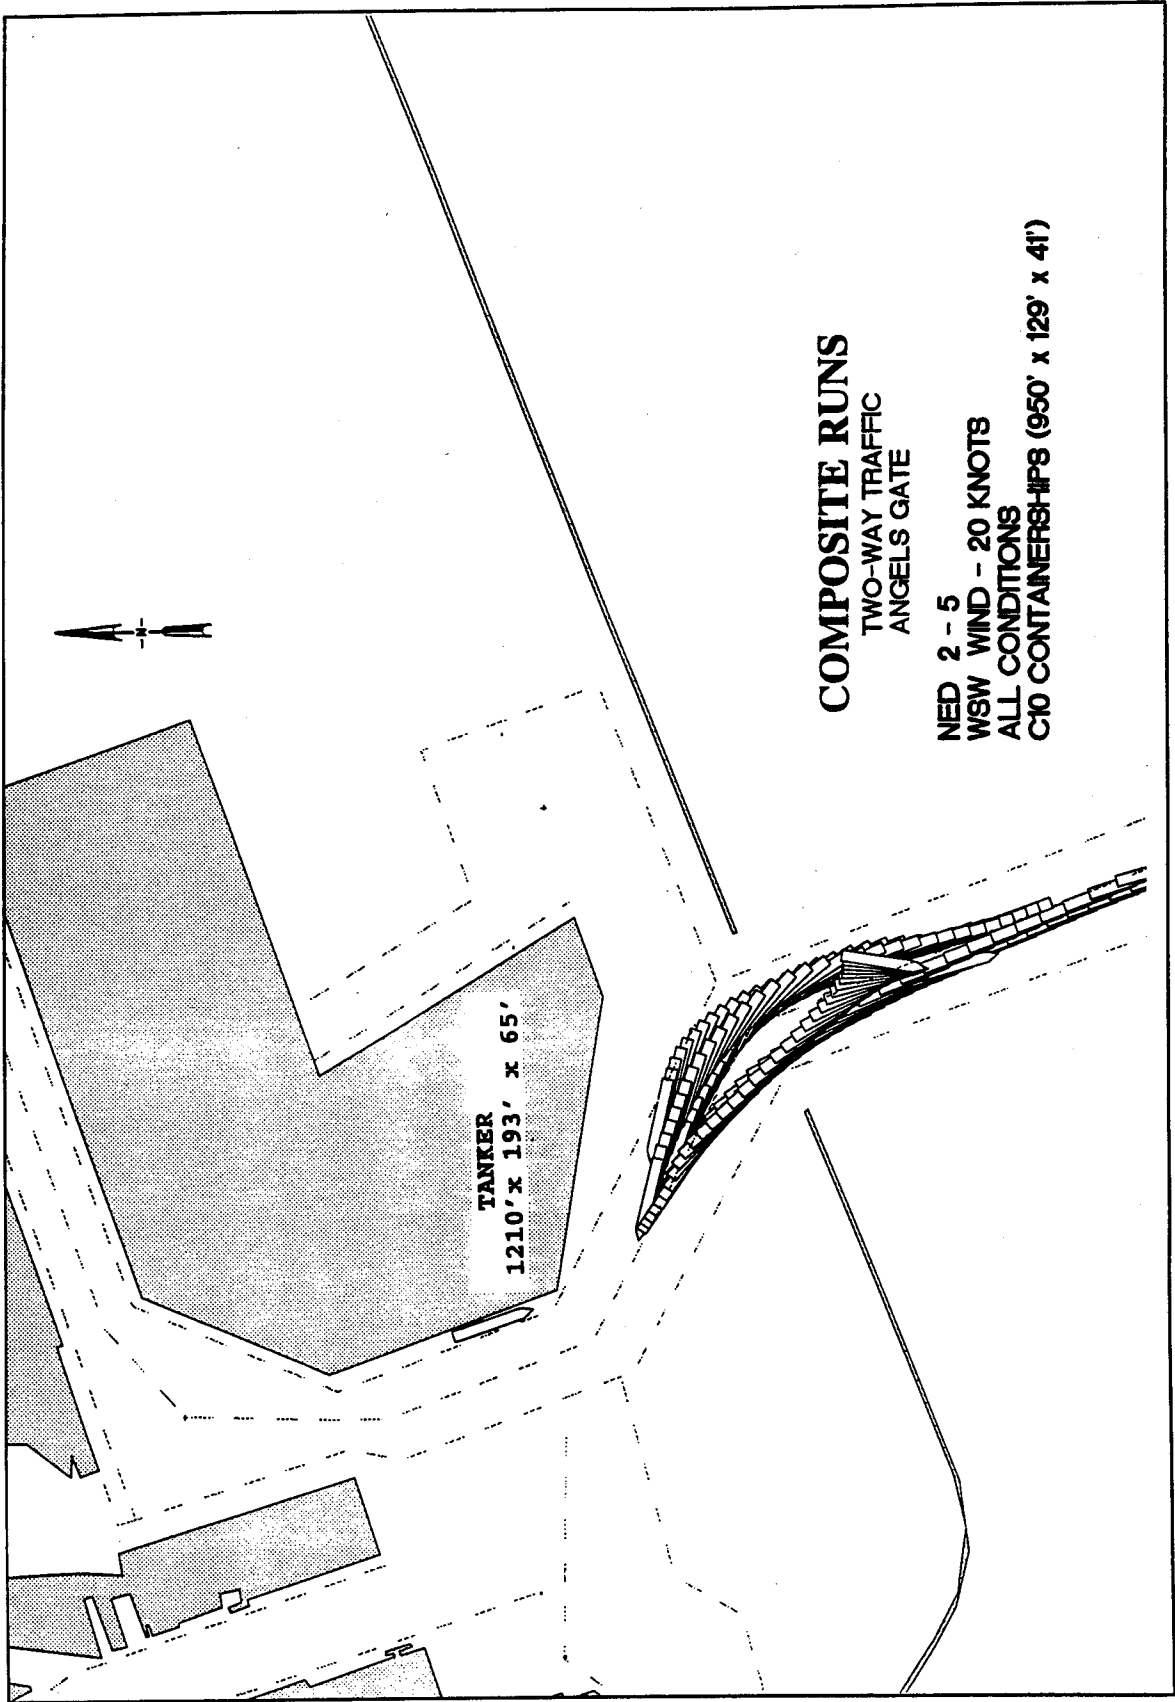 N
TANKER
1210'x 193' x 65'
COMPOSITE RUNS
TWO-WAY TRAFFIC
ANGELS GATE
NED 2 - 5
WSW WIND - 20 KNOTS
ALL CONDITIONS
C10 CONTAINERSHIPS (950' x 129' x 41')